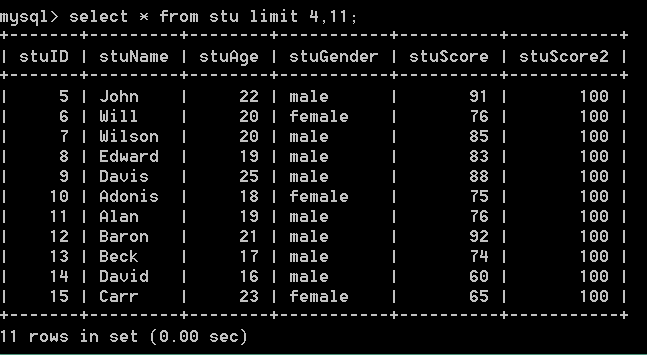 mysql> select * from stu limit 4,11;
+-------+---------+--------+-----------+----------+-----------+
| stuID | stuName | stuAge | stuGender | stuScore | stuScore2 |
+-------+---------+--------+-----------+----------+-----------+
|     5 | John    |     22 | male      |       91 |       100 |
|     6 | Will    |     20 | female    |       76 |       100 |
|     7 | Wilson  |     20 | male      |       85 |       100 |
|     8 | Edward  |     19 | male      |       83 |       100 |
|     9 | Davis   |     25 | male      |       88 |       100 |
|    10 | Adonis  |     18 | female    |       75 |       100 |
|    11 | Alan    |     19 | male      |       76 |       100 |
|    12 | Baron   |     21 | male      |       92 |       100 |
|    13 | Beck    |     17 | male      |       74 |       100 |
|    14 | David   |     16 | male      |       60 |       100 |
|    15 | Carr    |     23 | female    |       65 |       100 |
+-------+---------+--------+-----------+----------+-----------+
11 rows in set (0.00 sec)